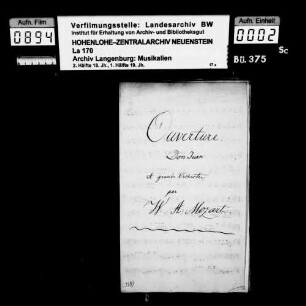 Aufn. Film
0894
Verfilmungsstelle: Landesarchiv BW
Institut für Erhaltung von Archiv- und Bibliotheksgut
HOHENLOHE-ZENTRALARCHIV NEUENSTEIN
La 170
Archiv Langenburg: Musikalien
2. Hälfte 18. Jh., 1. Hälfte 19. Jh.
Aufn. Einheit
0002
Sc
Bü. 375
Ouverture
Don Juan
à grande Orchestre
par
W A Mozart